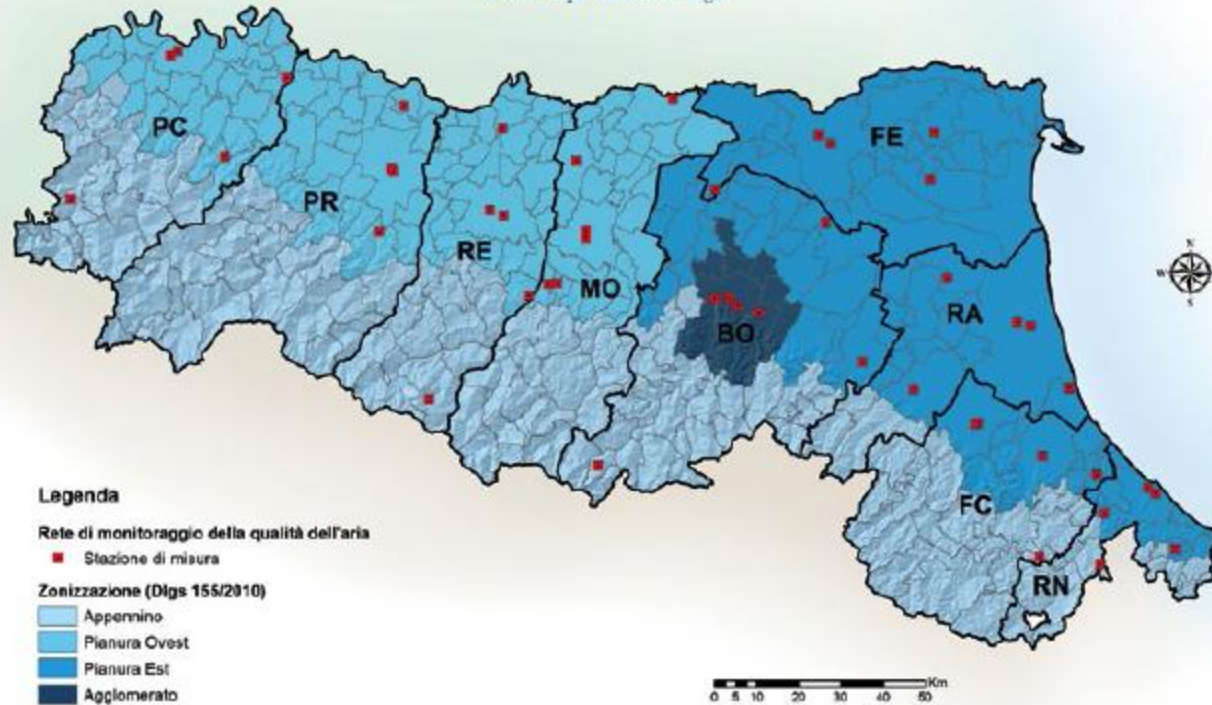 PC
PR
RE
MO
BO
FE
RA
FC
RN
N
W
S
Legenda
Rete di monitoraggio della qualità dell'aria
Stazione di misura
Zonizzazione (Dlgs 155/2010)
Appennino
Pianura Ovest
Pianura Est
Agglomerato
Km
0 5 10 20 30 40 50